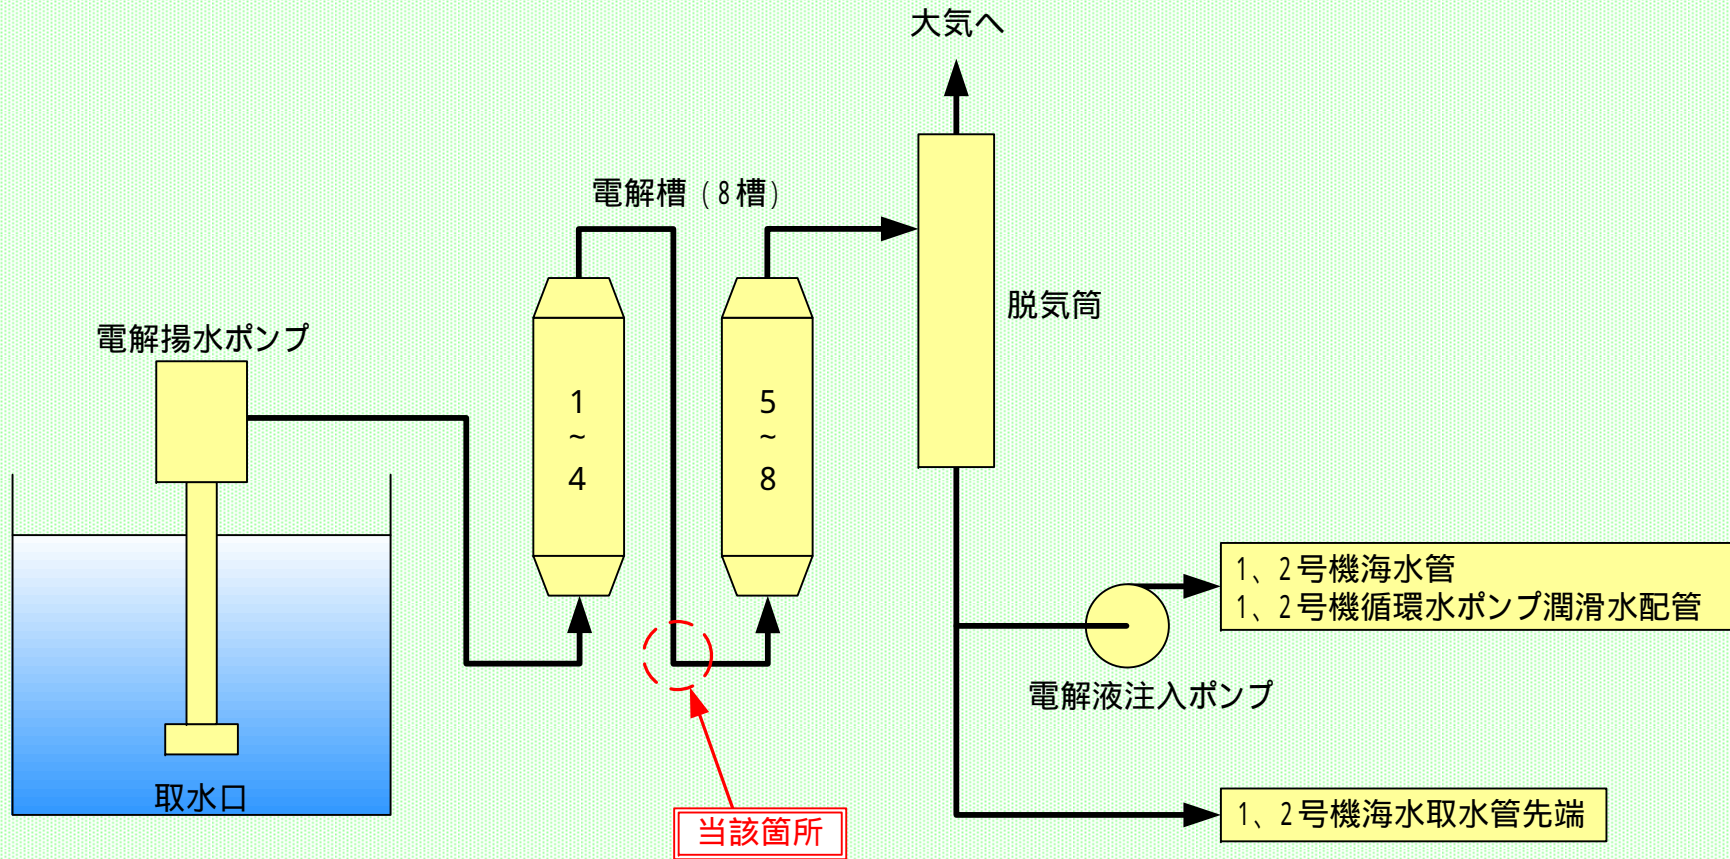 大気へ
電解槽（8槽）
脱気筒
電解揚水ポンプ
1
~
4
5
~
8
1、2号機海水管
1、2号機循環水ポンプ潤滑水配管
電解液注入ポンプ
取水口
当該箇所
1、2号機海水取水管先端